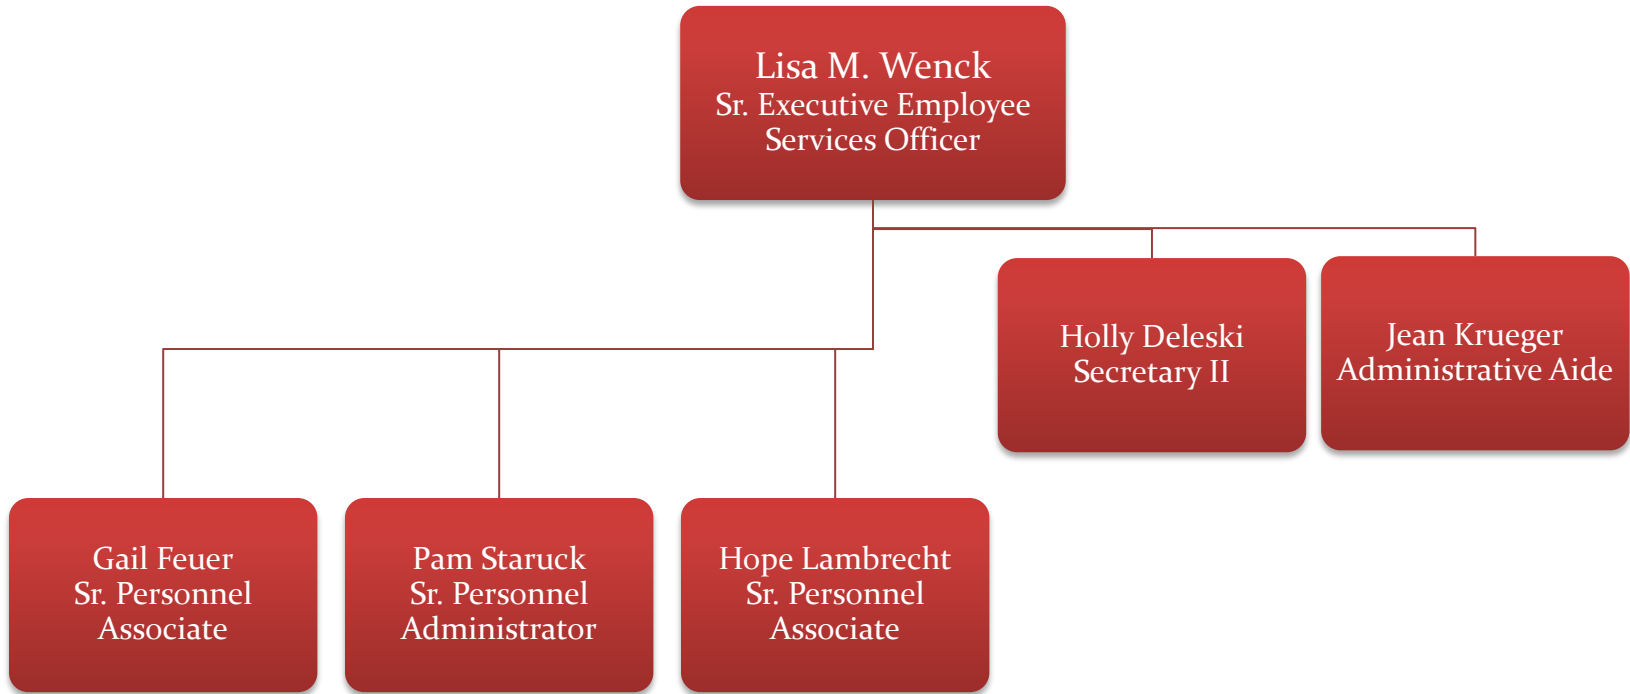 Lisa M. Wenck
Sr. Executive Employee
Services Officer
Holly Deleski
Secretary II
Jean Krueger
Administrative Aide
Gail Feuer
Sr. Personnel
Associate
Pam Staruck
Sr. Personnel
Administrator
Hope Lambrecht
Sr. Personnel
Associate